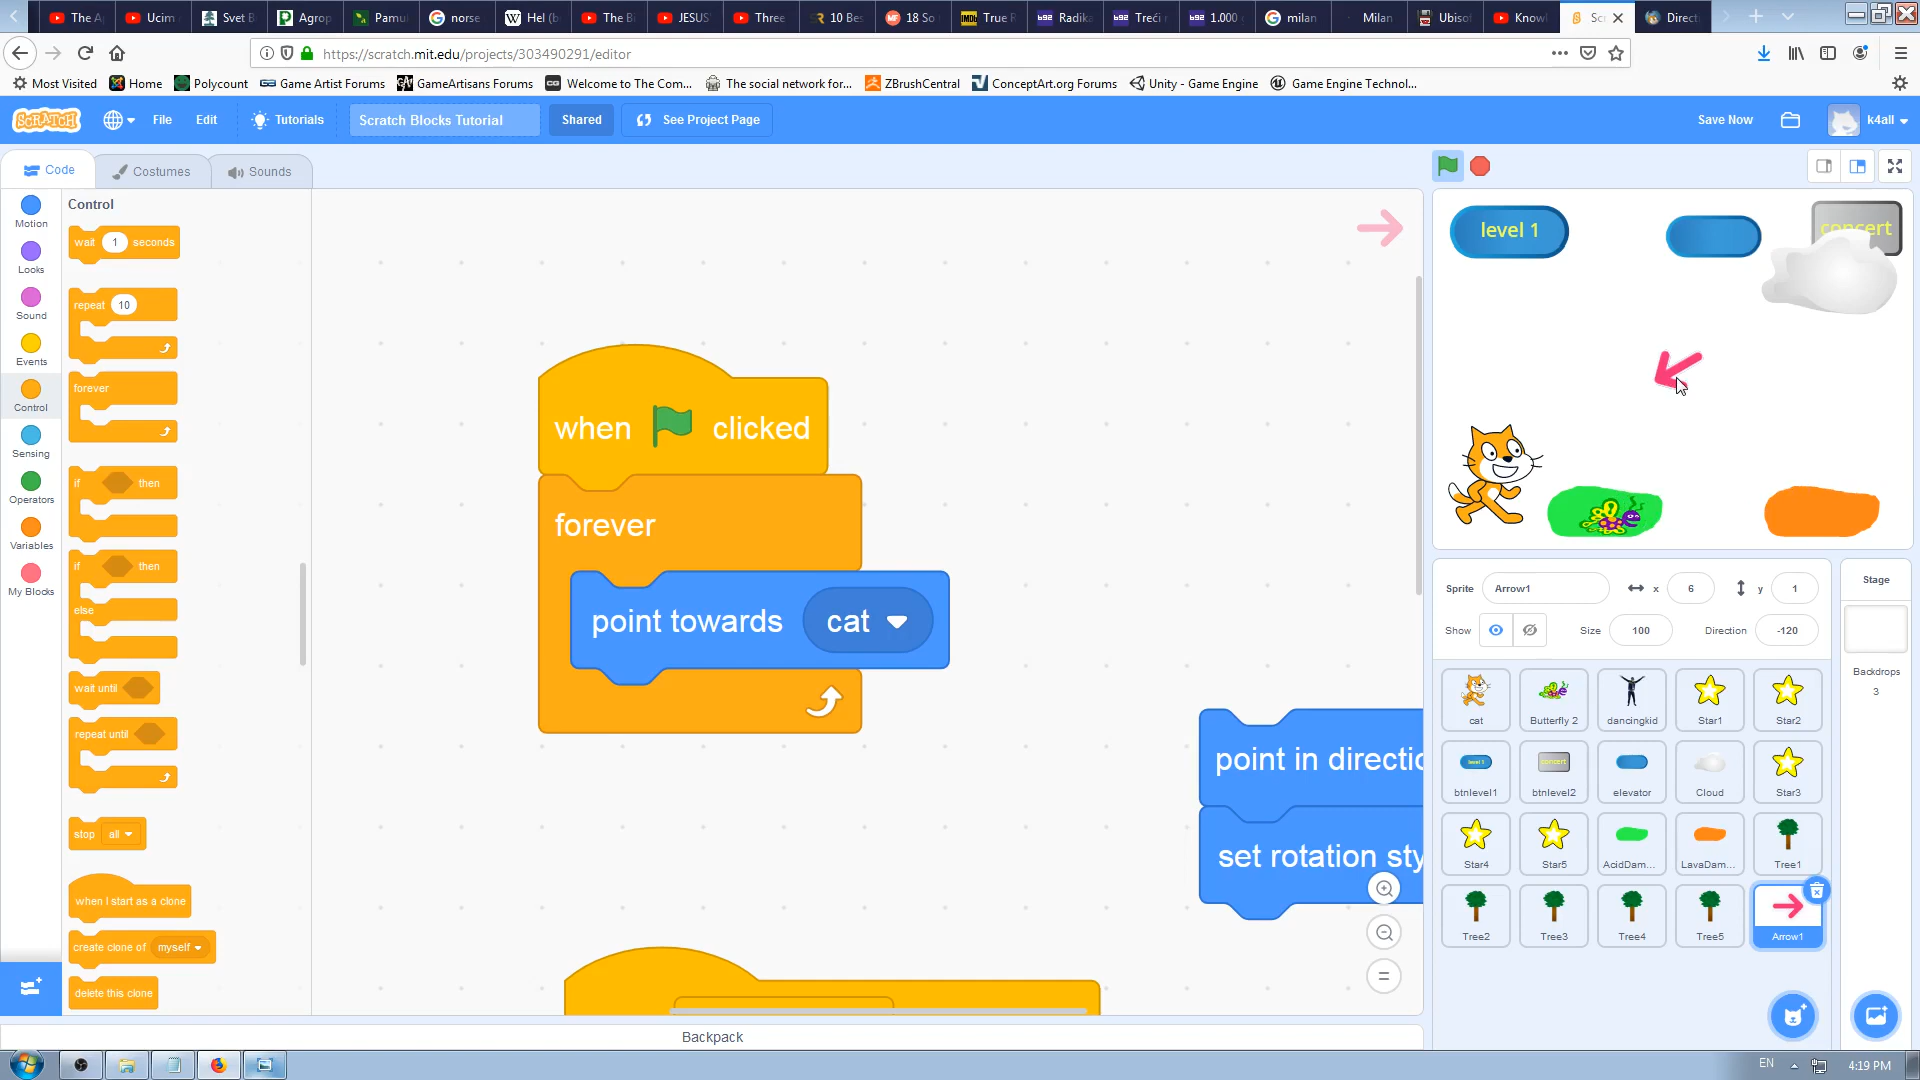 The A
Ucim
Svet B
Agrop
Pamu
norse
Hel (b
The Bi
JESUS
Three
10 Bes
18 So
True R
Radika
Treći r
1.000
milan
Milan
Ubisof
Know
Scr
Directi
https://scratch.mit.edu/projects/303490291/editor
Most Visited Home Polycount Game Artist Forums GameArtisans Forums Welcome to The Com... The social network for... ZBrushCentral ConceptArt.org Forums Unity - Game Engine Game Engine Technol...
SCRATCH File Edit Tutorials Scratch Blocks Tutorial Shared See Project Page Save Now k4all
Code Costumes Sounds
Motion
Looks
Sound
Events
Control
Sensing
Operators
Variables
My Blocks
Control
wait 1 seconds
repeat 10
forever
if then
if then
else
wait until
repeat until
stop all
when I start as a clone
create clone of myself
delete this clone
when clicked
forever
point towards cat
point in directio
set rotation sty
level 1
concert
Sprite Arrow1 x 6 y 1
Show Size 100 Direction -120
cat Butterfly 2 dancingkid Star1 Star2
level 1 concert
btnlevel1 btnlevel2 elevator Cloud Star3
Star4 Star5 AcidDam... LavaDam... Tree1
Tree2 Tree3 Tree4 Tree5 Arrow1
Stage
Backdrops
3
Backpack
EN 4:19 PM